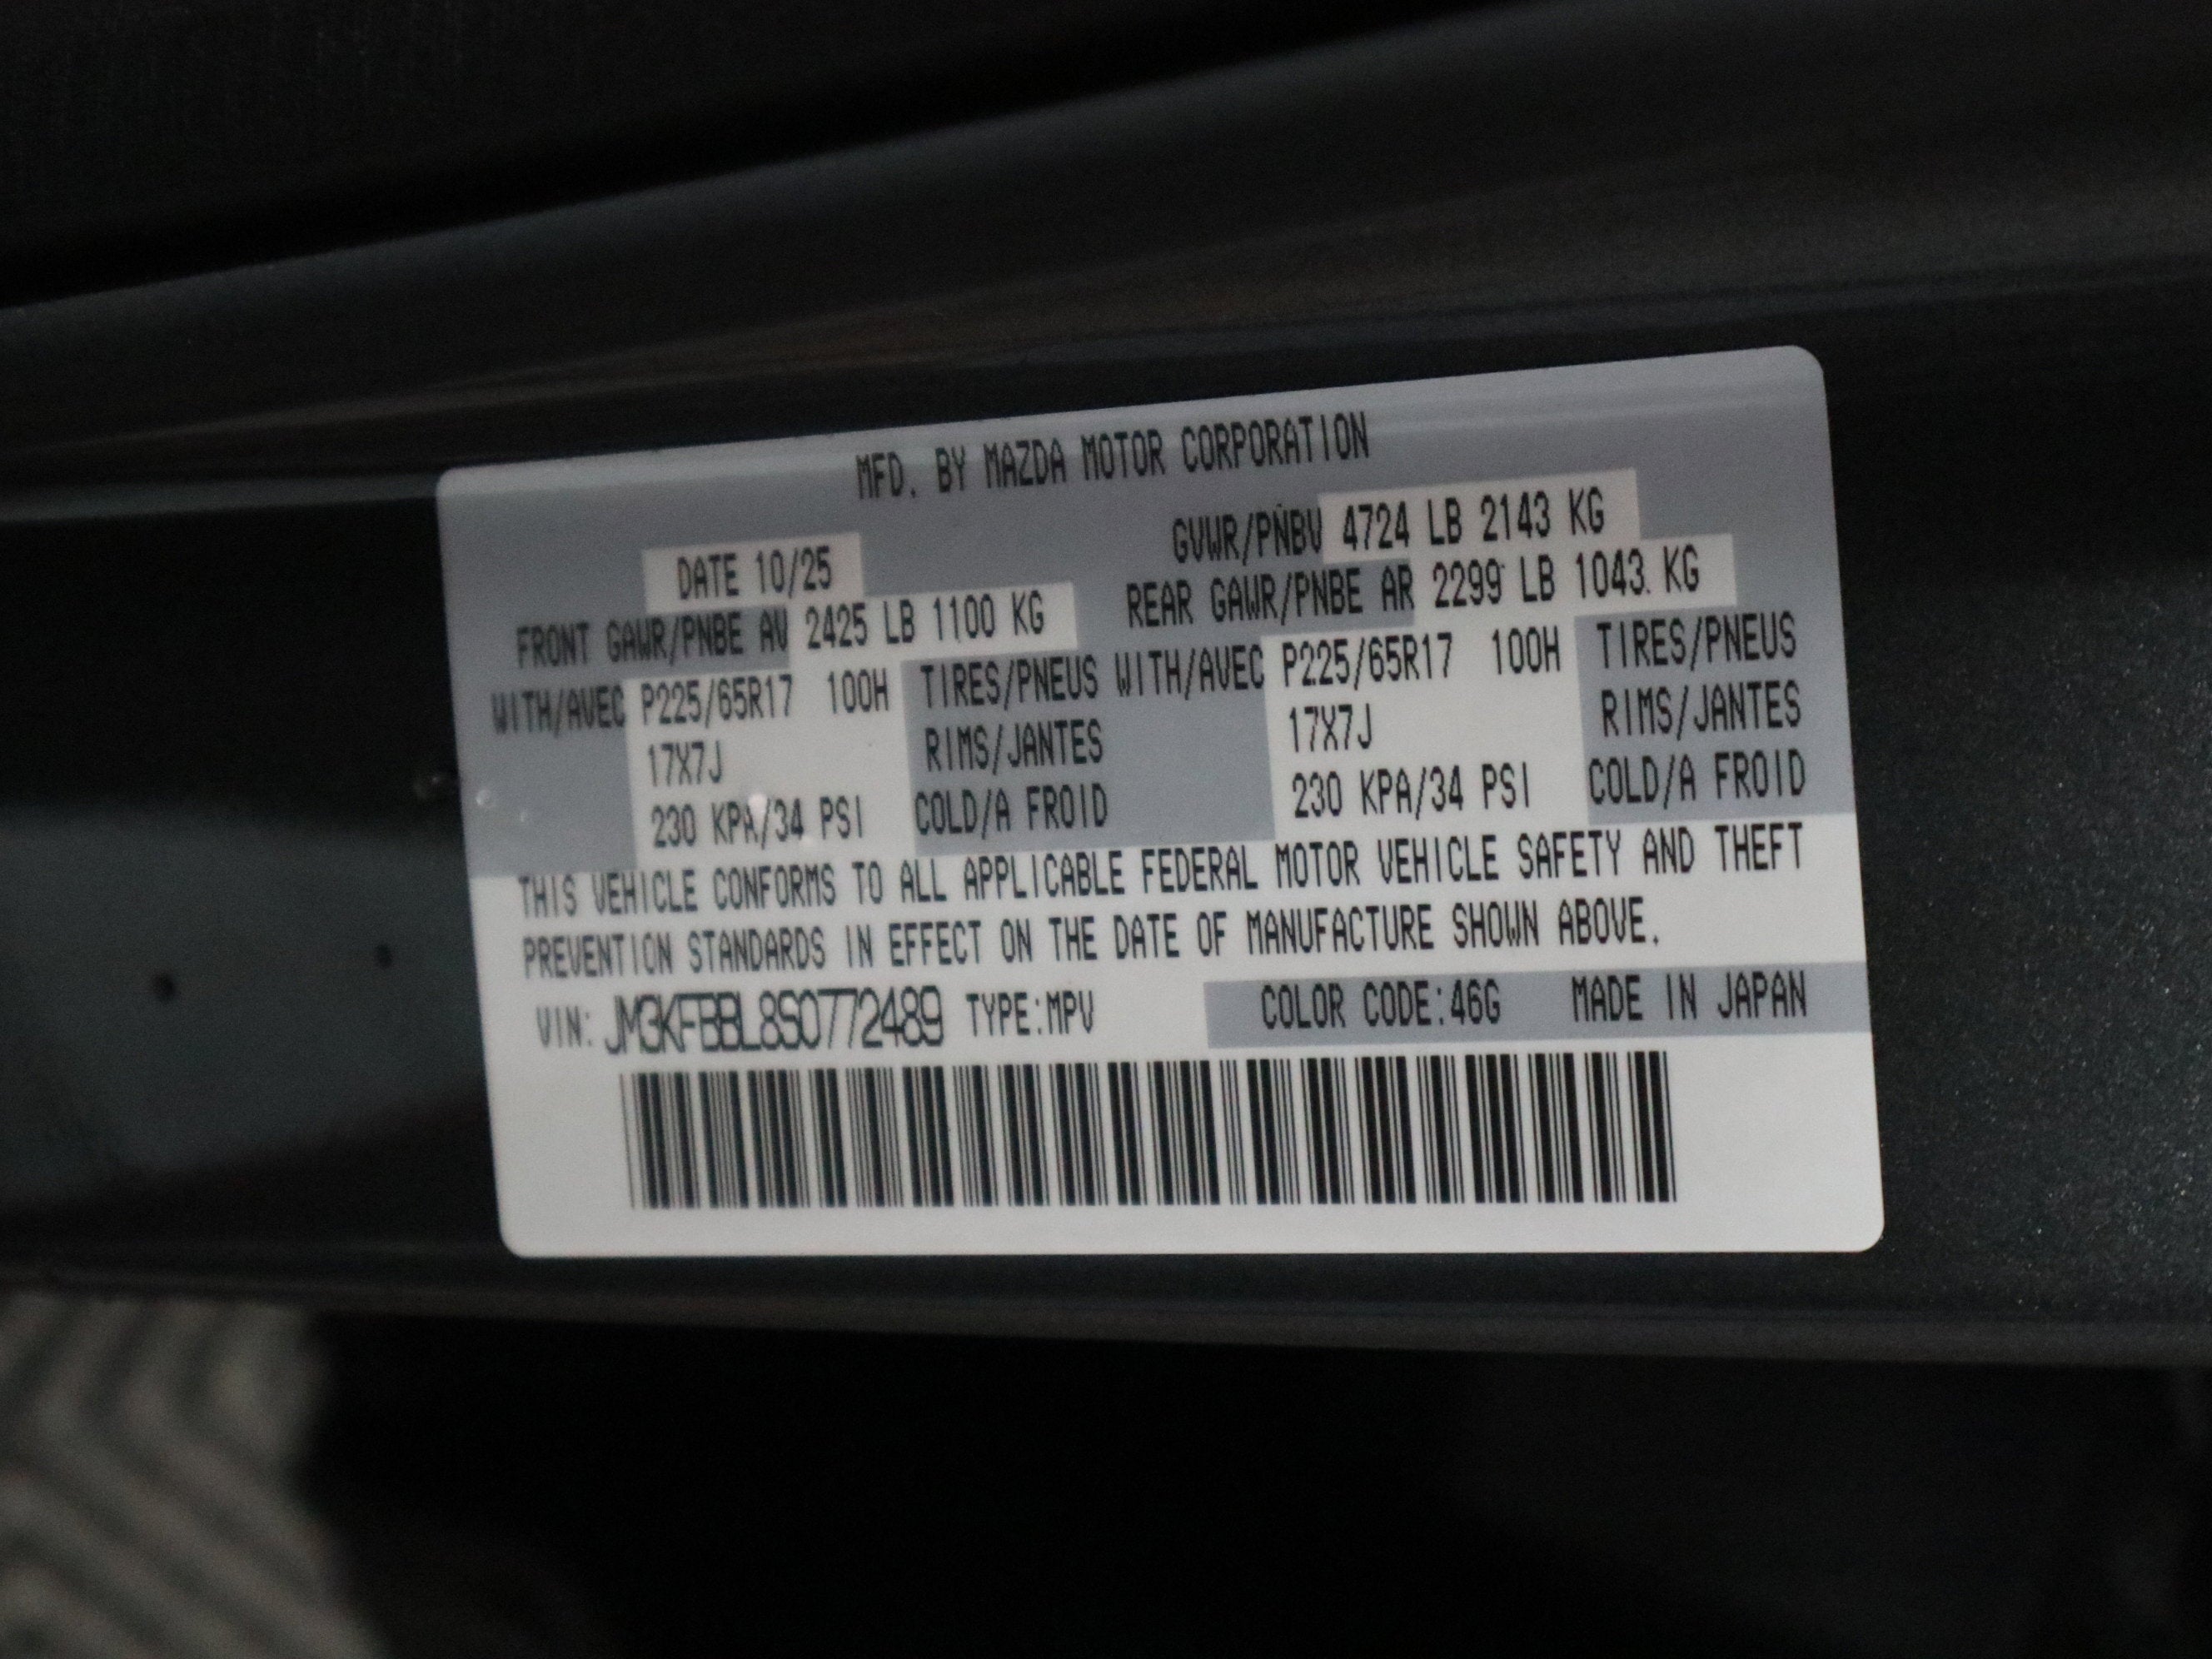 MFD. BY MAZDA MOTOR CORPORATION
DATE 10/25 GVWR/PNBV 4724 LB 2143 KG
FRONT GAWR/PNBE AV 2425 LB 1100 KG REAR GAWR/PNBE AR 2299 LB 1043 KG
WITH/AVEC P225/65R17 100H TIRES/PNEUS WITH/AVEC P225/65R17 100H TIRES/PNEUS
17X7J RIMS/JANTES 17X7J RIMS/JANTES
230 KPA/34 PSI COLD/A FROID 230 KPA/34 PSI COLD/A FROID
THIS VEHICLE CONFORMS TO ALL APPLICABLE FEDERAL MOTOR VEHICLE SAFETY AND THEFT
PREVENTION STANDARDS IN EFFECT ON THE DATE OF MANUFACTURE SHOWN ABOVE.
VIN: JM3KFBBL8S0772489 TYPE:MPV COLOR CODE:46G MADE IN JAPAN